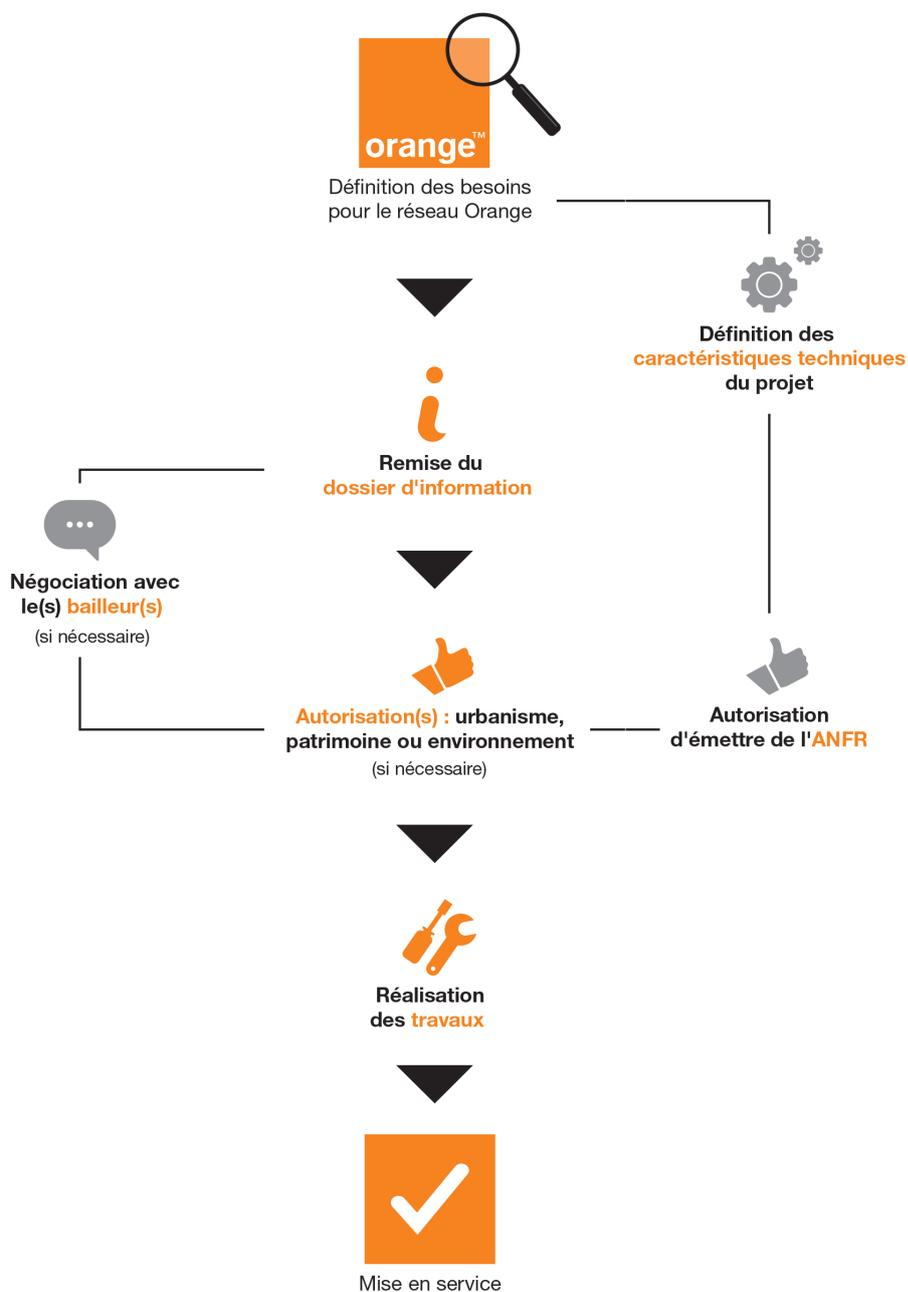 orange™
Définition des besoins
pour le réseau Orange
Définition des
caractéristiques techniques
du projet
Remise du
dossier d'information
Négociation avec
le(s) bailleur(s)
(si nécessaire)
Autorisation(s) : urbanisme,
patrimoine ou environnement
(si nécessaire)
Autorisation
d'émettre de l'ANFR
Réalisation
des travaux
Mise en service